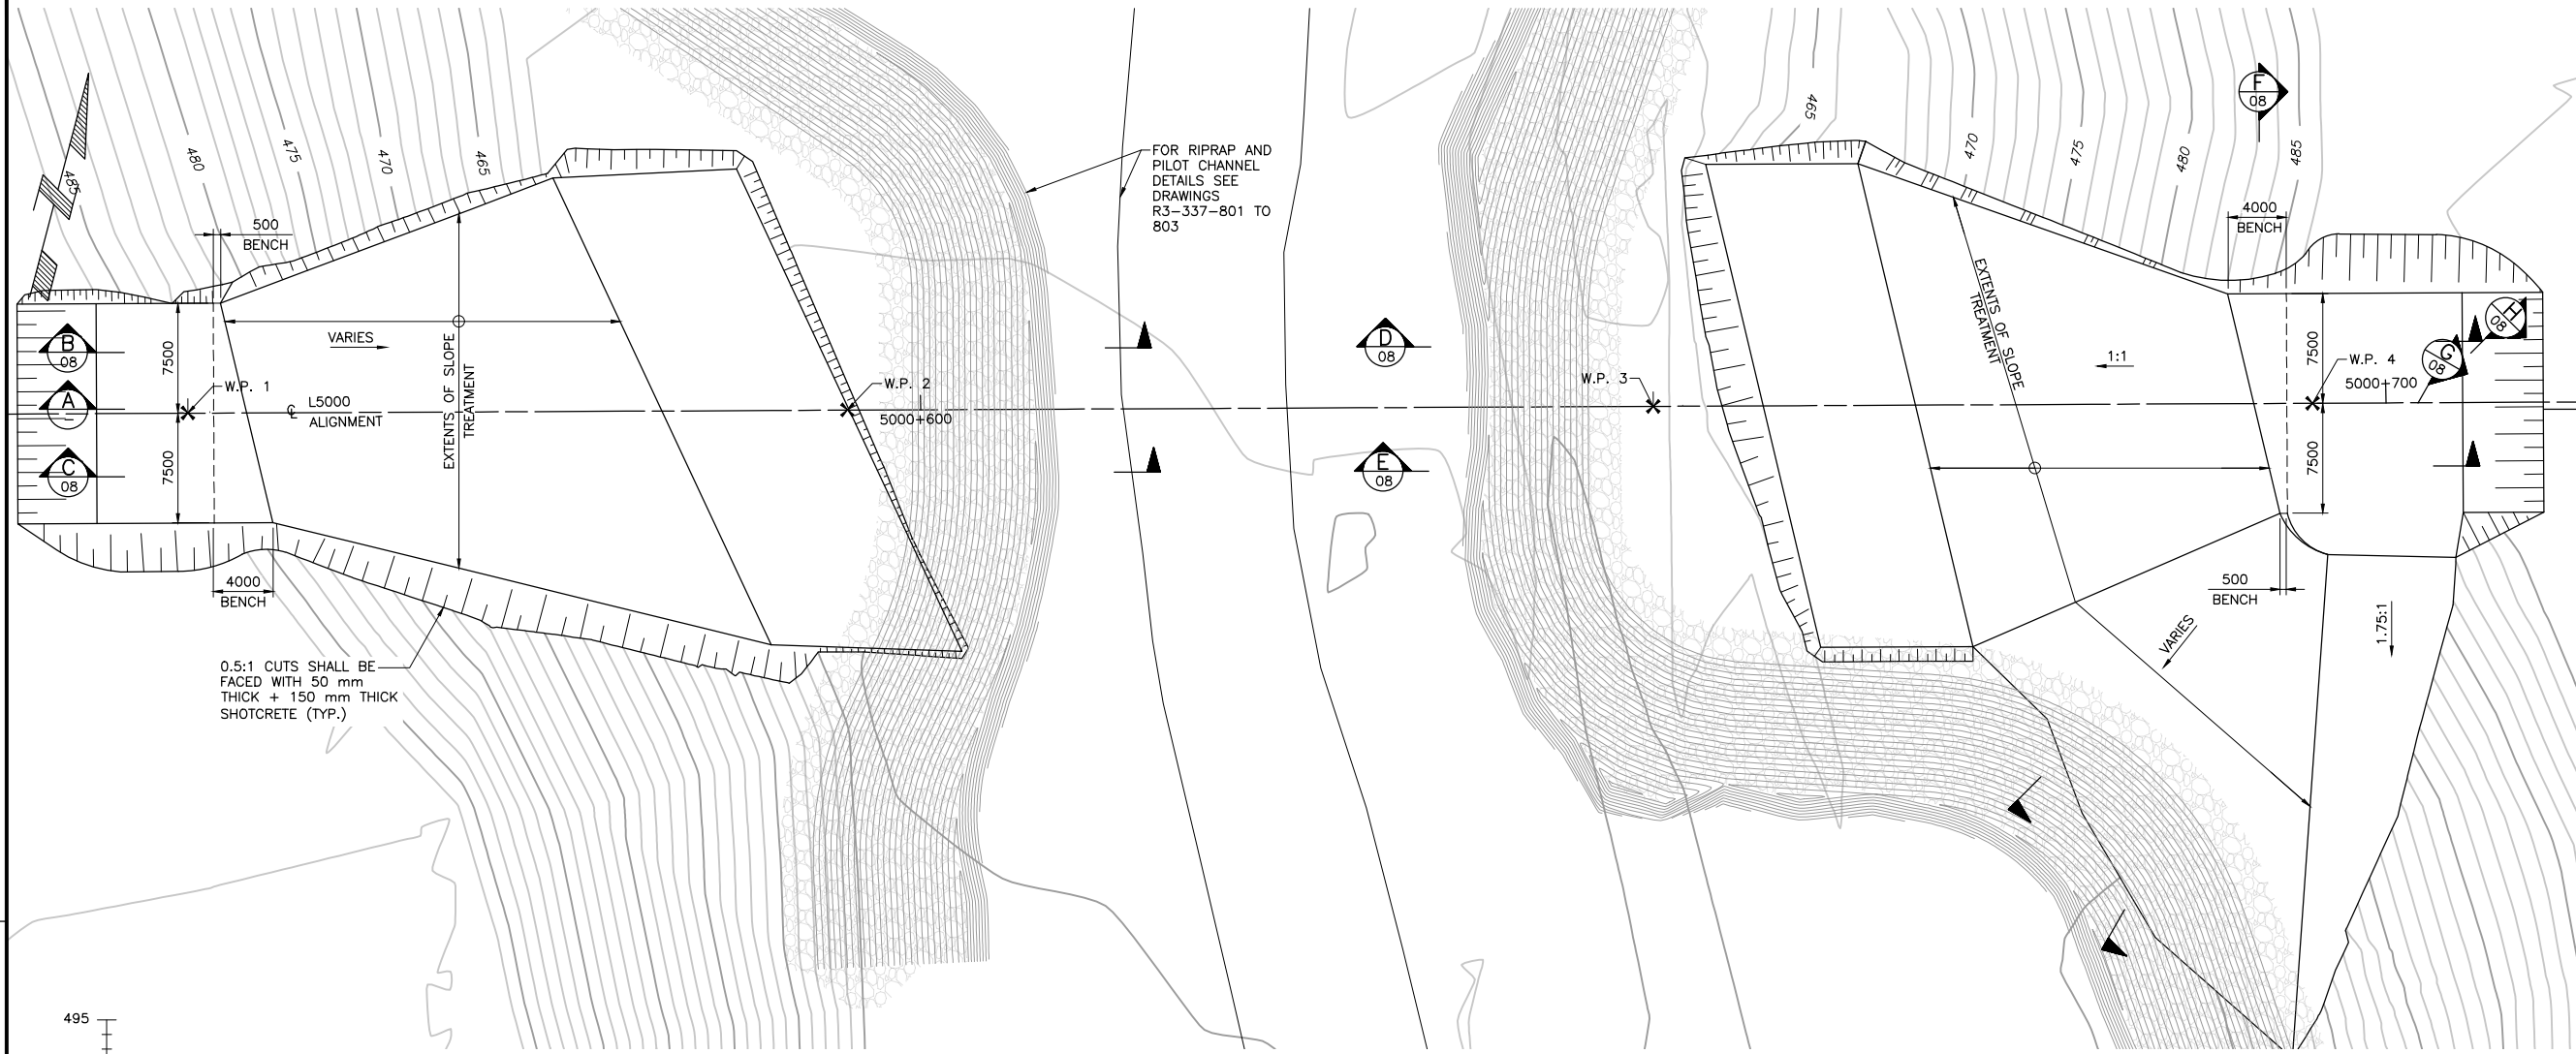 485
480
475
470
465
500
BENCH
FOR RIPRAP AND
PILOT CHANNEL
DETAILS SEE
DRAWINGS
R3-337-801 TO
803
465
470
475
480
485
F
08
4000
BENCH
B
08
A
–
C
08
7500
7500
VARIES
W.P. 1
℄ L5000
ALIGNMENT
EXTENTS OF SLOPE
TREATMENT
W.P. 2
5000+600
D
08
E
08
W.P. 3
EXTENTS OF SLOPE
TREATMENT
1:1
7500
7500
W.P. 4
5000+700
G
08
H
08
4000
BENCH
500
BENCH
0.5:1 CUTS SHALL BE
FACED WITH 50 mm
THICK + 150 mm THICK
SHOTCRETE (TYP.)
VARIES
1.75:1
495